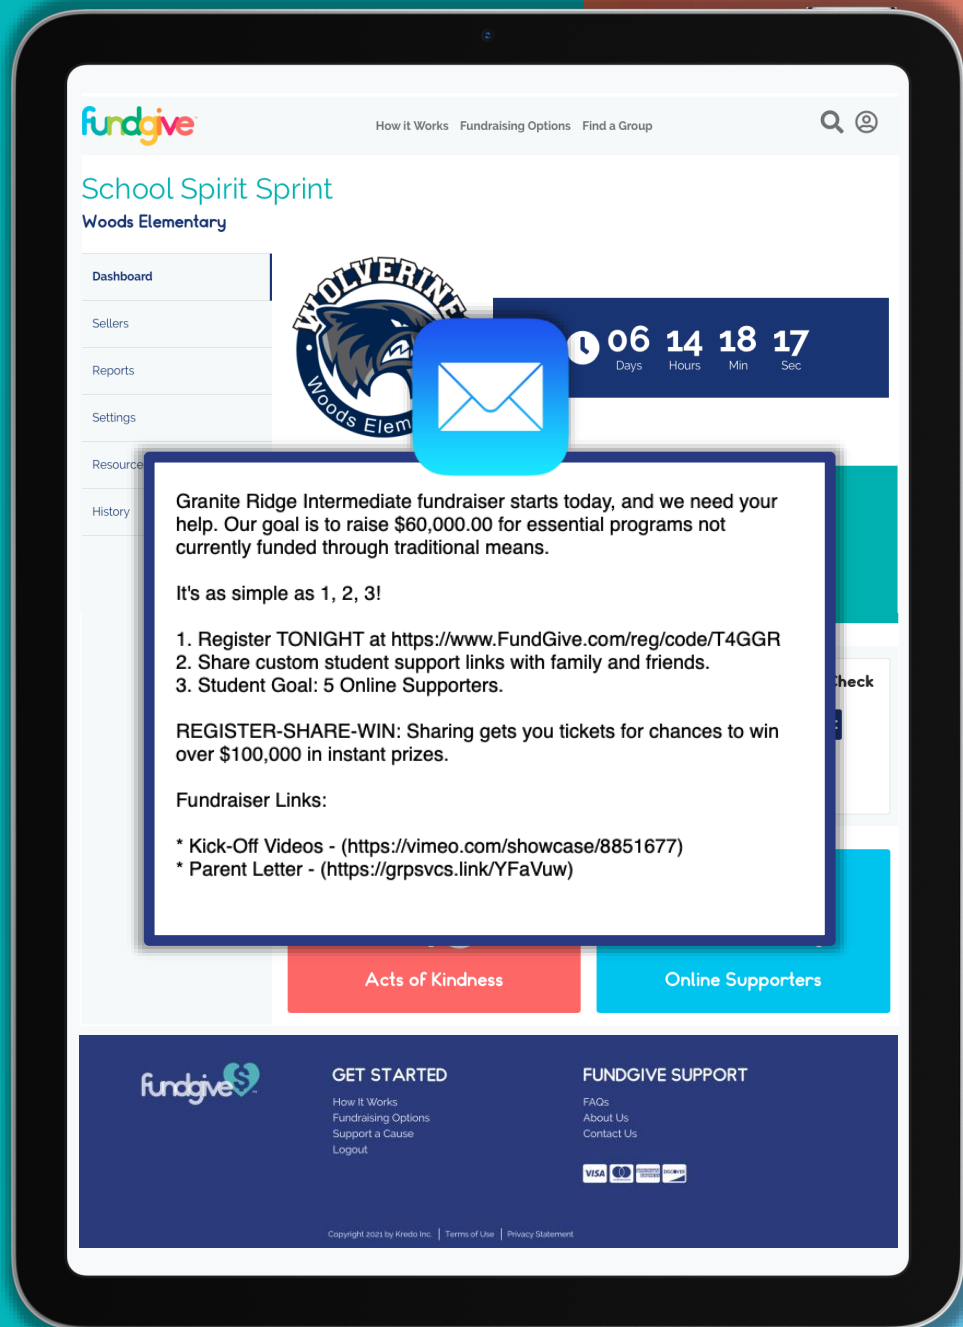 fundgive
How it Works Fundraising Options Find a Group
School Spirit Sprint
Woods Elementary
Dashboard
Sellers
Reports
Settings
Resource
History
WOLVERINE
Woods Elem
06 14 18 17
Days Hours Min Sec
Granite Ridge Intermediate fundraiser starts today, and we need your
help. Our goal is to raise $60,000.00 for essential programs not
currently funded through traditional means.
It's as simple as 1, 2, 3!
1. Register TONIGHT at https://www.FundGive.com/reg/code/T4GGR
2. Share custom student support links with family and friends.
3. Student Goal: 5 Online Supporters.
REGISTER-SHARE-WIN: Sharing gets you tickets for chances to win
over $100,000 in instant prizes.
Fundraiser Links:
* Kick-Off Videos - (https://vimeo.com/showcase/8851677)
* Parent Letter - (https://grpsvcs.link/YFaVuw)
Check
Acts of Kindness
Online Supporters
fundgive
GET STARTED
How It Works
Fundraising Options
Support a Cause
Logout
FUNDGIVE SUPPORT
FAQs
About Us
Contact Us
VISA
DISCOVER
Copyright 2021 by Kredo Inc. | Terms of Use | Privacy Statement